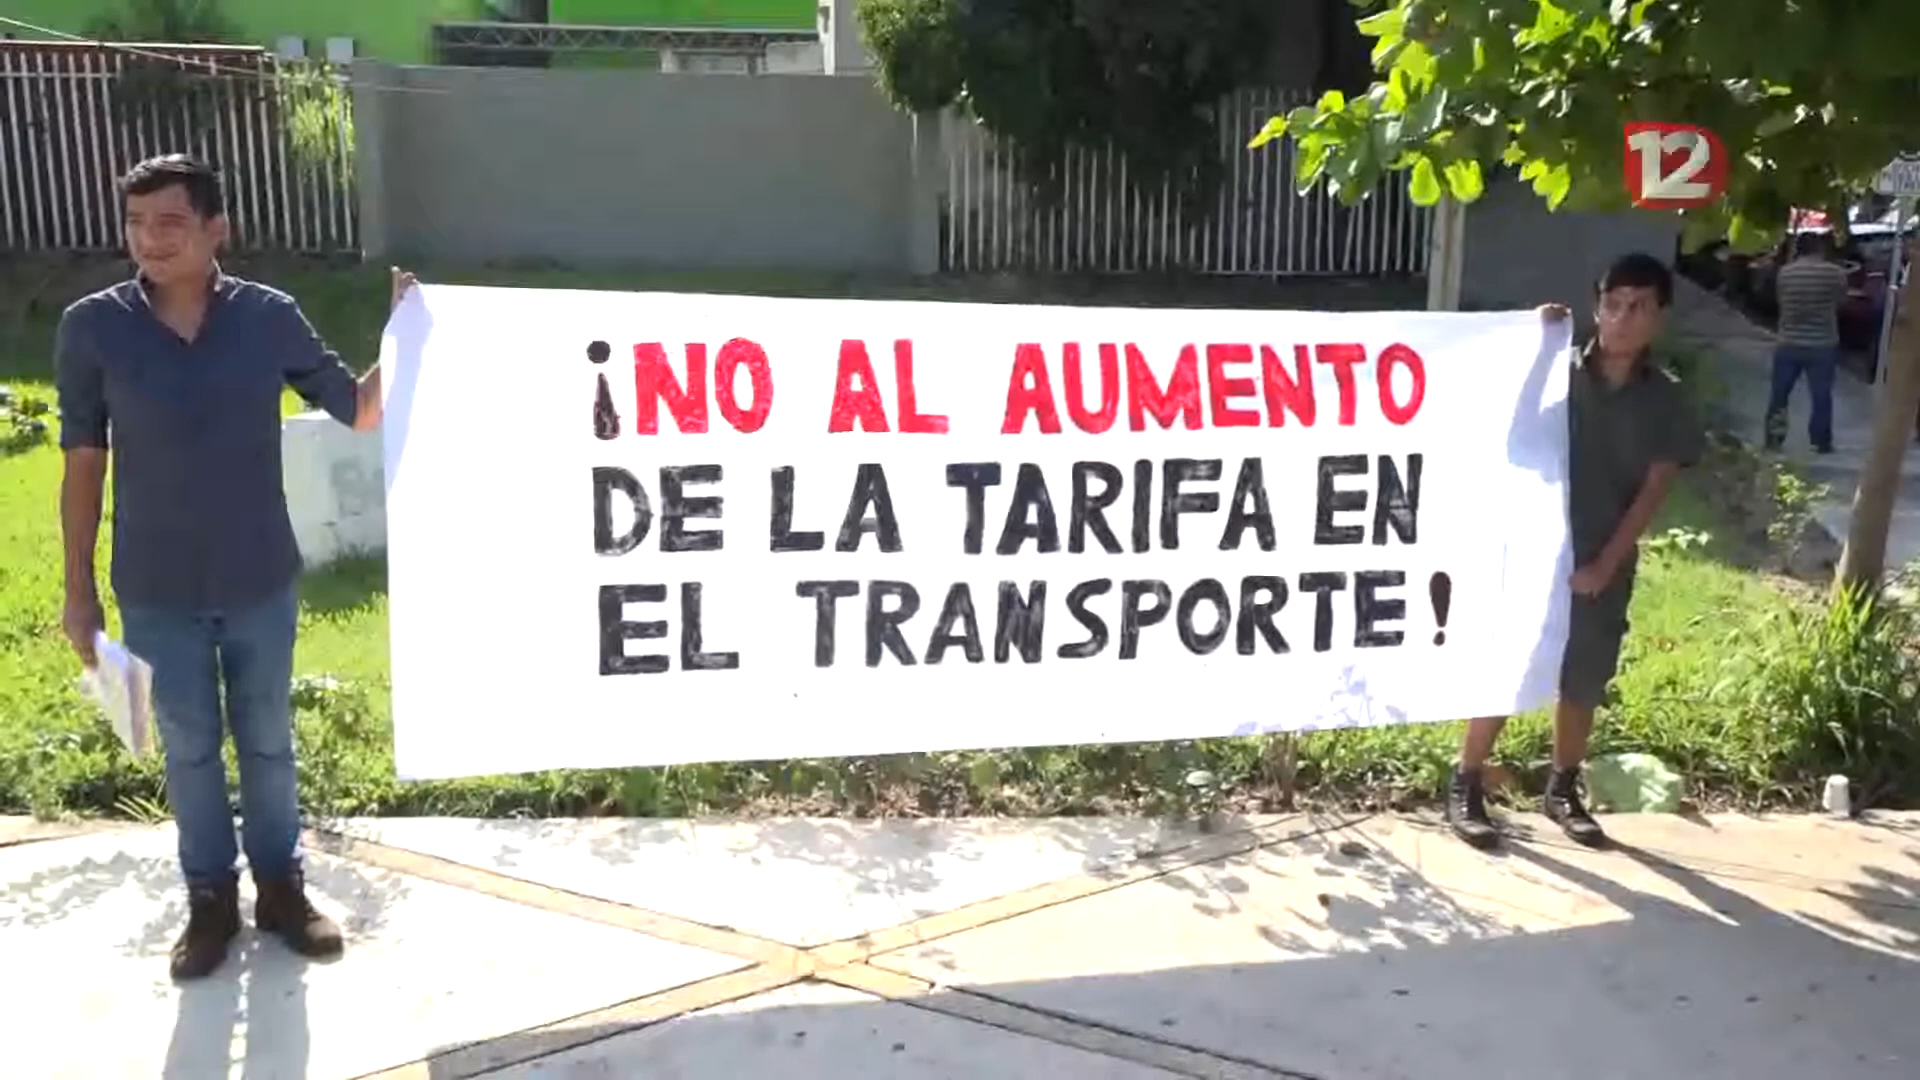 12
¡NO AL AUMENTO
DE LA TARIFA EN
EL TRANSPORTE!